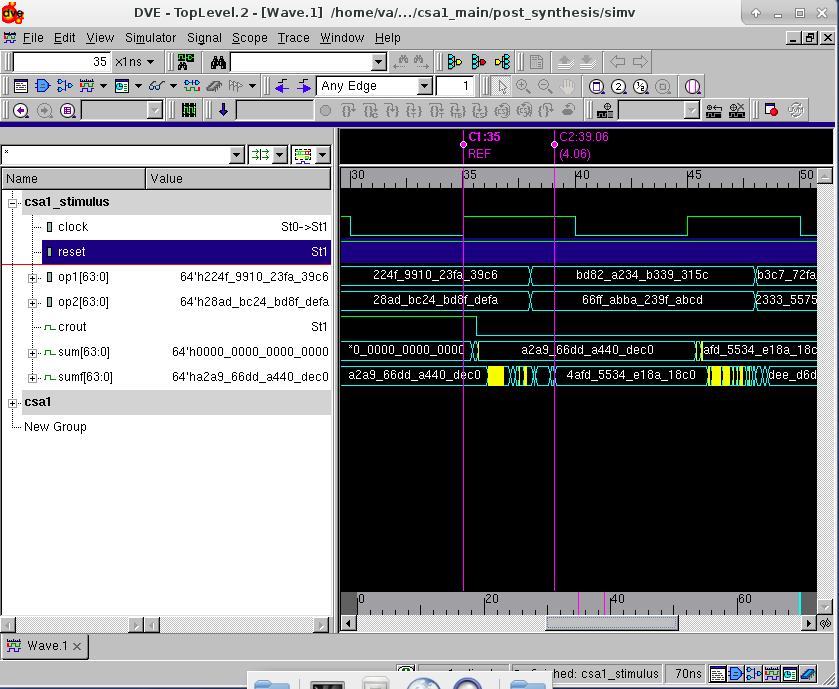 DVE - TopLevel.2 - [Wave.1] /home/va/.../csa1_main/post_synthesis/simv
File Edit View Simulator Signal Scope Trace Window Help
35 x1ns
Any Edge 1
C1:35 C2:39.06
REF (4.06)
*
Name Value
30 35 40 45 50
csa1_stimulus
clock St0->St1
reset St1
op1[63:0] 64'h224f_9910_23fa_39c6 224f_9910_23fa_39c6 bd82_a234_b339_315c b3c7_72fa
op2[63:0] 64'h28ad_bc24_bd8f_defa 28ad_bc24_bd8f_defa 66ff_abba_239f_abcd 2333_5575
crout St1
sum[63:0] 64'h0000_0000_0000_0000 *0_0000_0000_0000 a2a9_66dd_a440_dec0 afd_5534_e18a_18c
sumf[63:0] 64'ha2a9_66dd_a440_dec0 a2a9_66dd_a440_dec0 4afd_5534_e18a_18c0 dee_d6d
csa1
New Group
0 20 40 60
Wave.1
csa1_stimulus 70ns